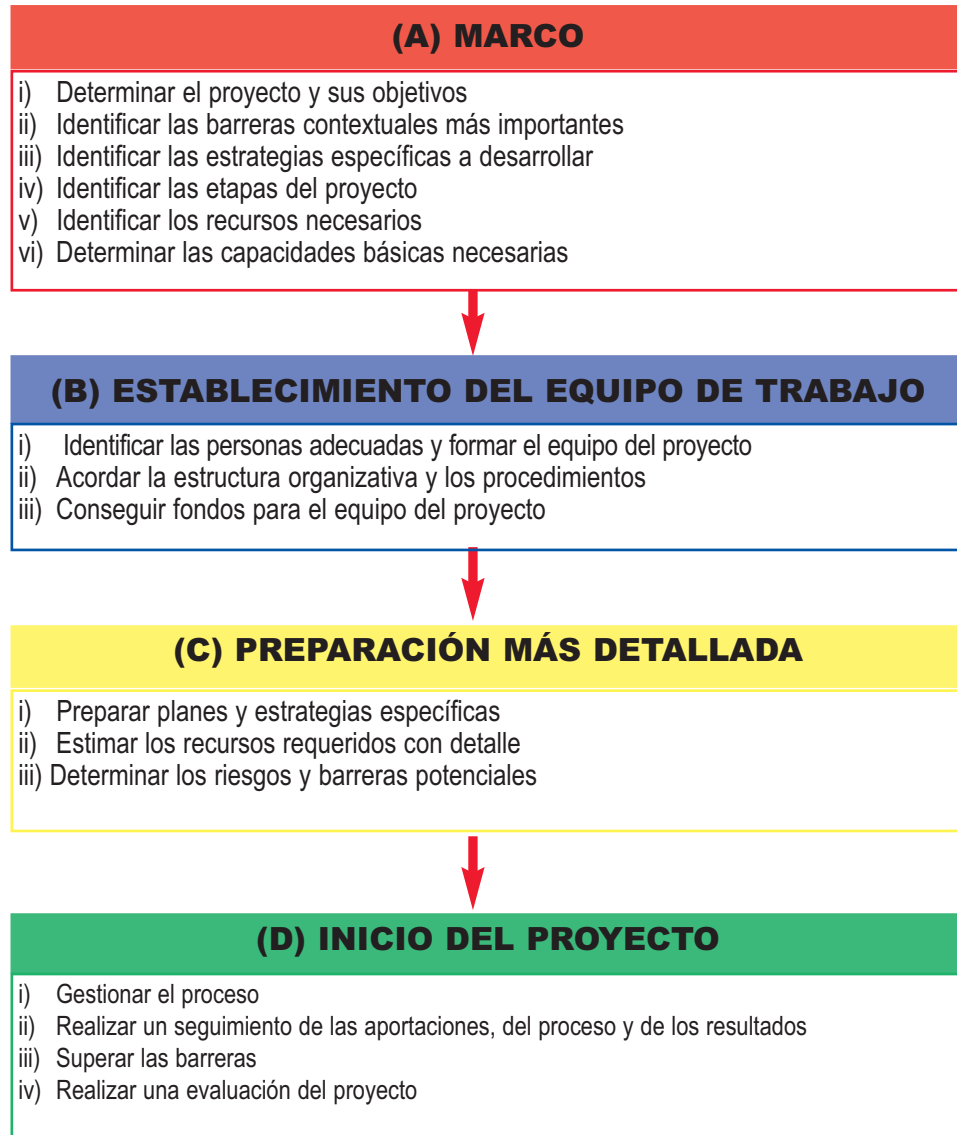 (A) MARCO
i) Determinar el proyecto y sus objetivos
ii) Identificar las barreras contextuales más importantes
iii) Identificar las estrategias específicas a desarrollar
iv) Identificar las etapas del proyecto
v) Identificar los recursos necesarios
vi) Determinar las capacidades básicas necesarias
(B) ESTABLECIMIENTO DEL EQUIPO DE TRABAJO
i) Identificar las personas adecuadas y formar el equipo del proyecto
ii) Acordar la estructura organizativa y los procedimientos
iii) Conseguir fondos para el equipo del proyecto
(C) PREPARACIÓN MÁS DETALLADA
i) Preparar planes y estrategias específicas
ii) Estimar los recursos requeridos con detalle
iii) Determinar los riesgos y barreras potenciales
(D) INICIO DEL PROYECTO
i) Gestionar el proceso
ii) Realizar un seguimiento de las aportaciones, del proceso y de los resultados
iii) Superar las barreras
iv) Realizar una evaluación del proyecto